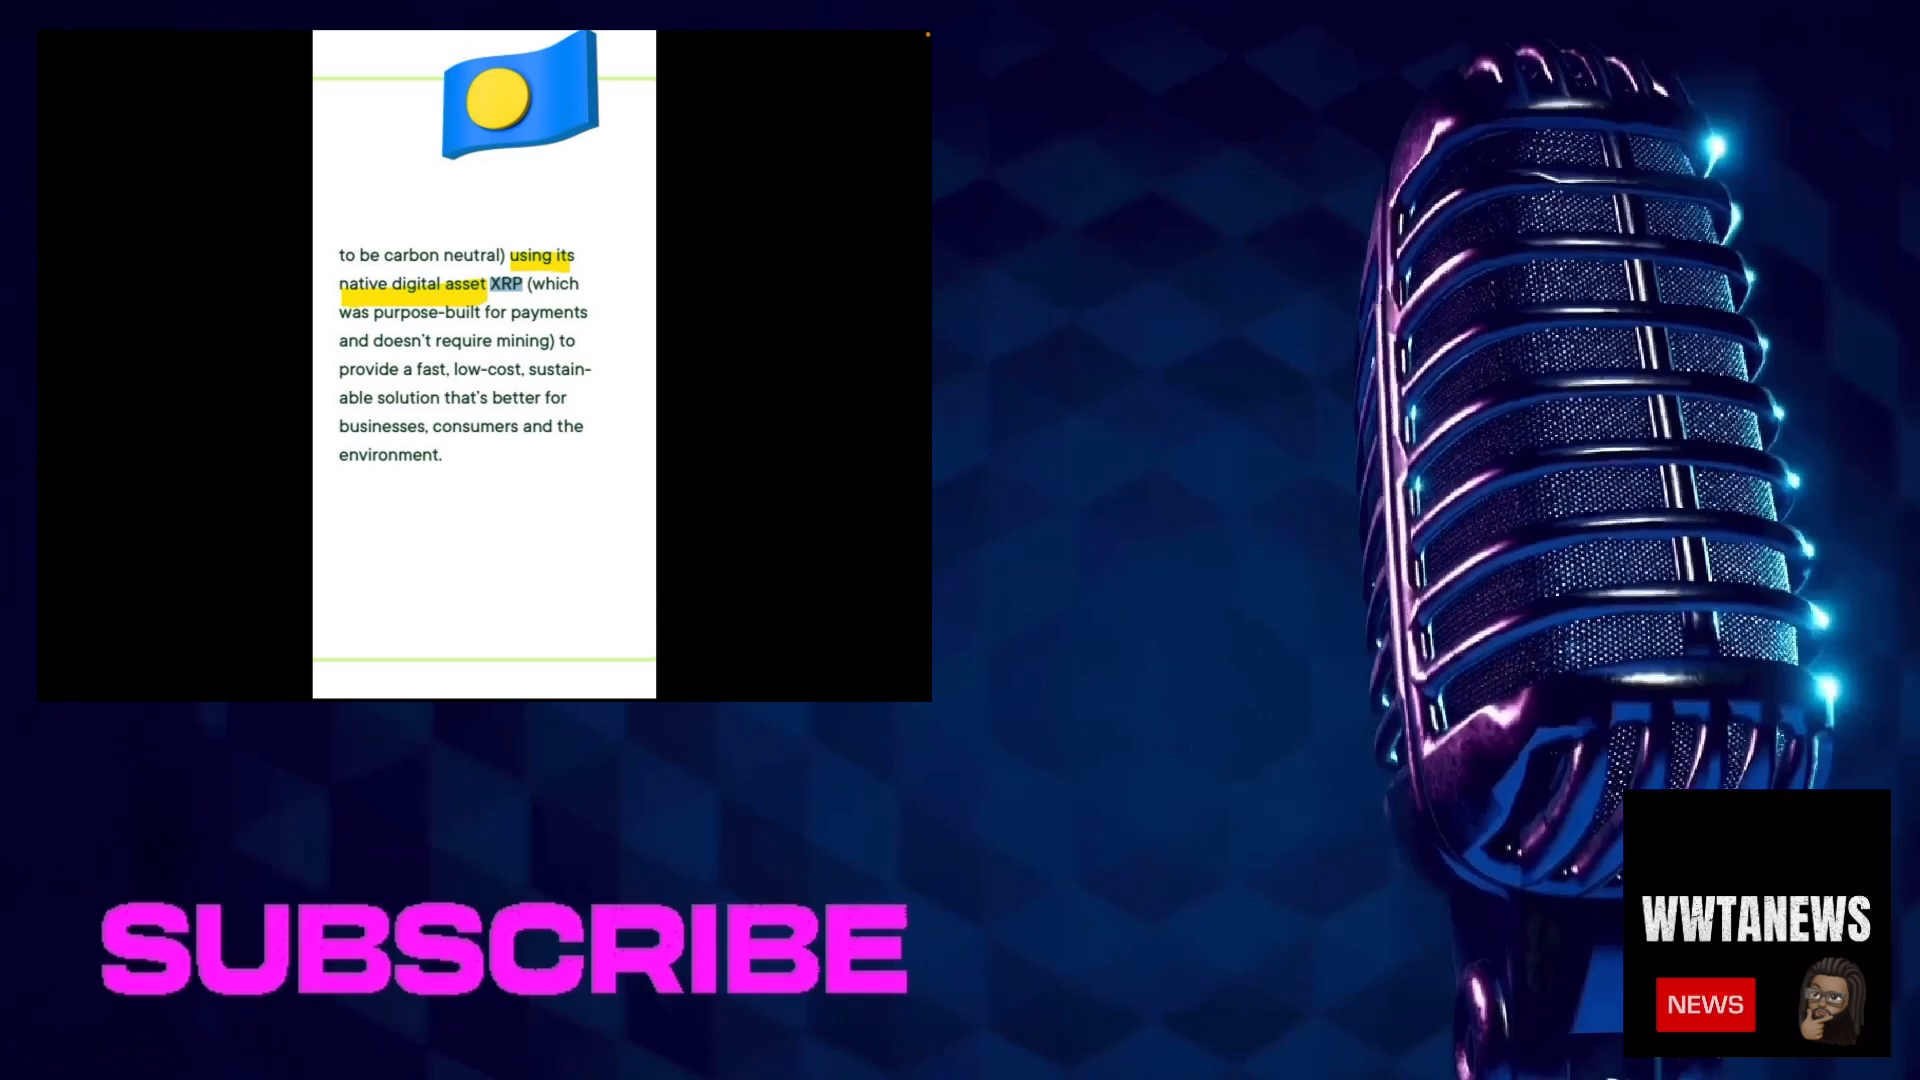 to be carbon neutral) using its
native digital asset XRP (which
was purpose-built for payments
and doesn't require mining) to
provide a fast, low-cost, sustain-
able solution that's better for
businesses, consumers and the
environment.
SUBSCRIBE
WWTANEWS
NEWS